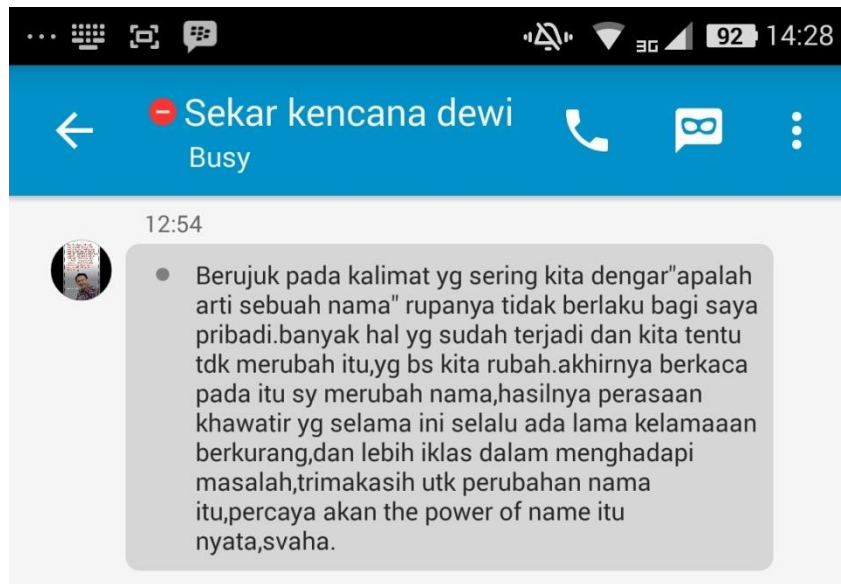 ... 3G 92 14:28
Sekar kencana dewi
Busy
12:54
Berujuk pada kalimat yg sering kita dengar"apalah
arti sebuah nama" rupanya tidak berlaku bagi saya
pribadi.banyak hal yg sudah terjadi dan kita tentu
tdk merubah itu,yg bs kita rubah.akhirnya berkaca
pada itu sy merubah nama,hasilnya perasaan
khawatir yg selama ini selalu ada lama kelamaaan
berkurang,dan lebih iklas dalam menghadapi
masalah,trimakasih utk perubahan nama
itu,percaya akan the power of name itu
nyata,svaha.